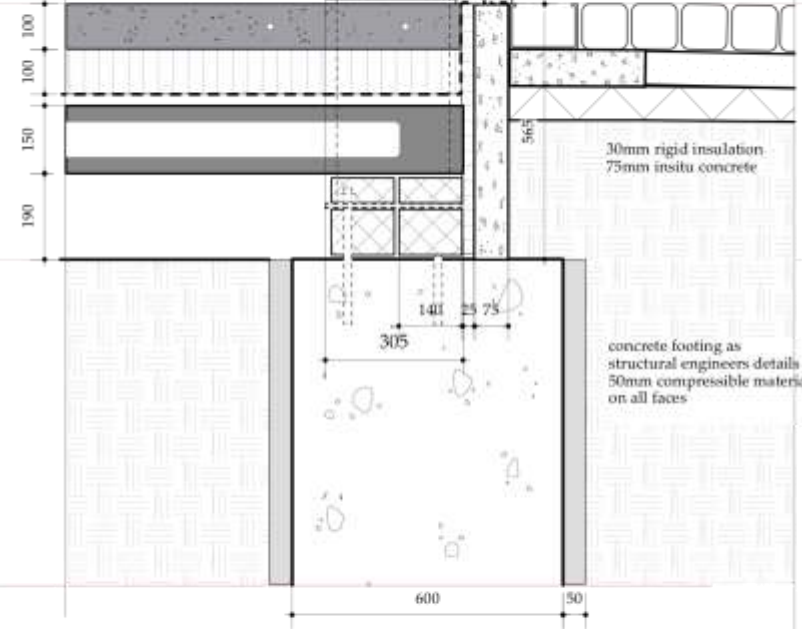 100
100
150
190
565
30mm rigid insulation
75mm insitu concrete
140 25 75
305
concrete footing as
structural engineers details
50mm compressible materia
on all faces
600 50